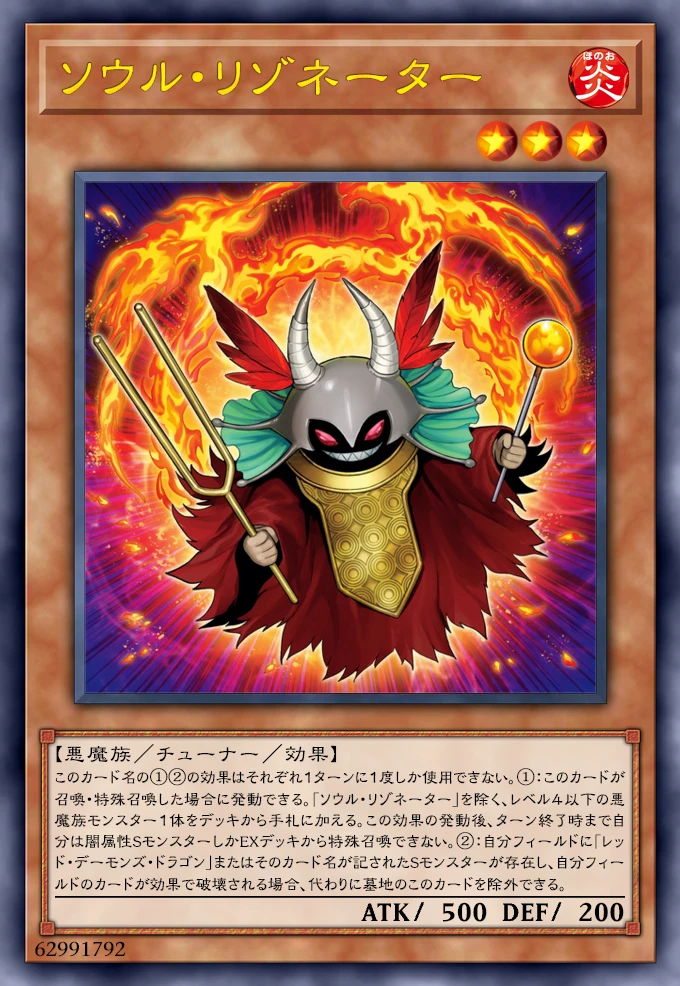 ソウル・リゾネーター
ほのお
炎
【悪魔族／チューナー／効果】
このカード名の①②の効果はそれぞれ1ターンに1度しか使用できない。①：このカードが
召喚・特殊召喚した場合に発動できる。「ソウル・リゾネーター」を除く、レベル4以下の悪
魔族モンスター1体をデッキから手札に加える。この効果の発動後、ターン終了時まで自
分は闇属性SモンスターしかEXデッキから特殊召喚できない。②：自分フィールドに「レッ
ド・デーモンズ・ドラゴン」またはそのカード名が記されたSモンスターが存在し、自分フィー
ルドのカードが効果で破壊される場合、代わりに墓地のこのカードを除外できる。
ATK/ 500 DEF/ 200
62991792